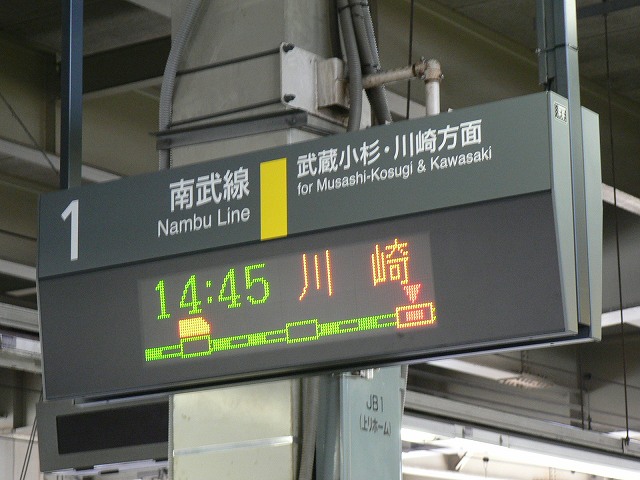 1
南武線
Nambu Line
武蔵小杉・川崎方面
for Musashi-Kosugi & Kawasaki
14:45 川崎
JB1
(上りホーム)